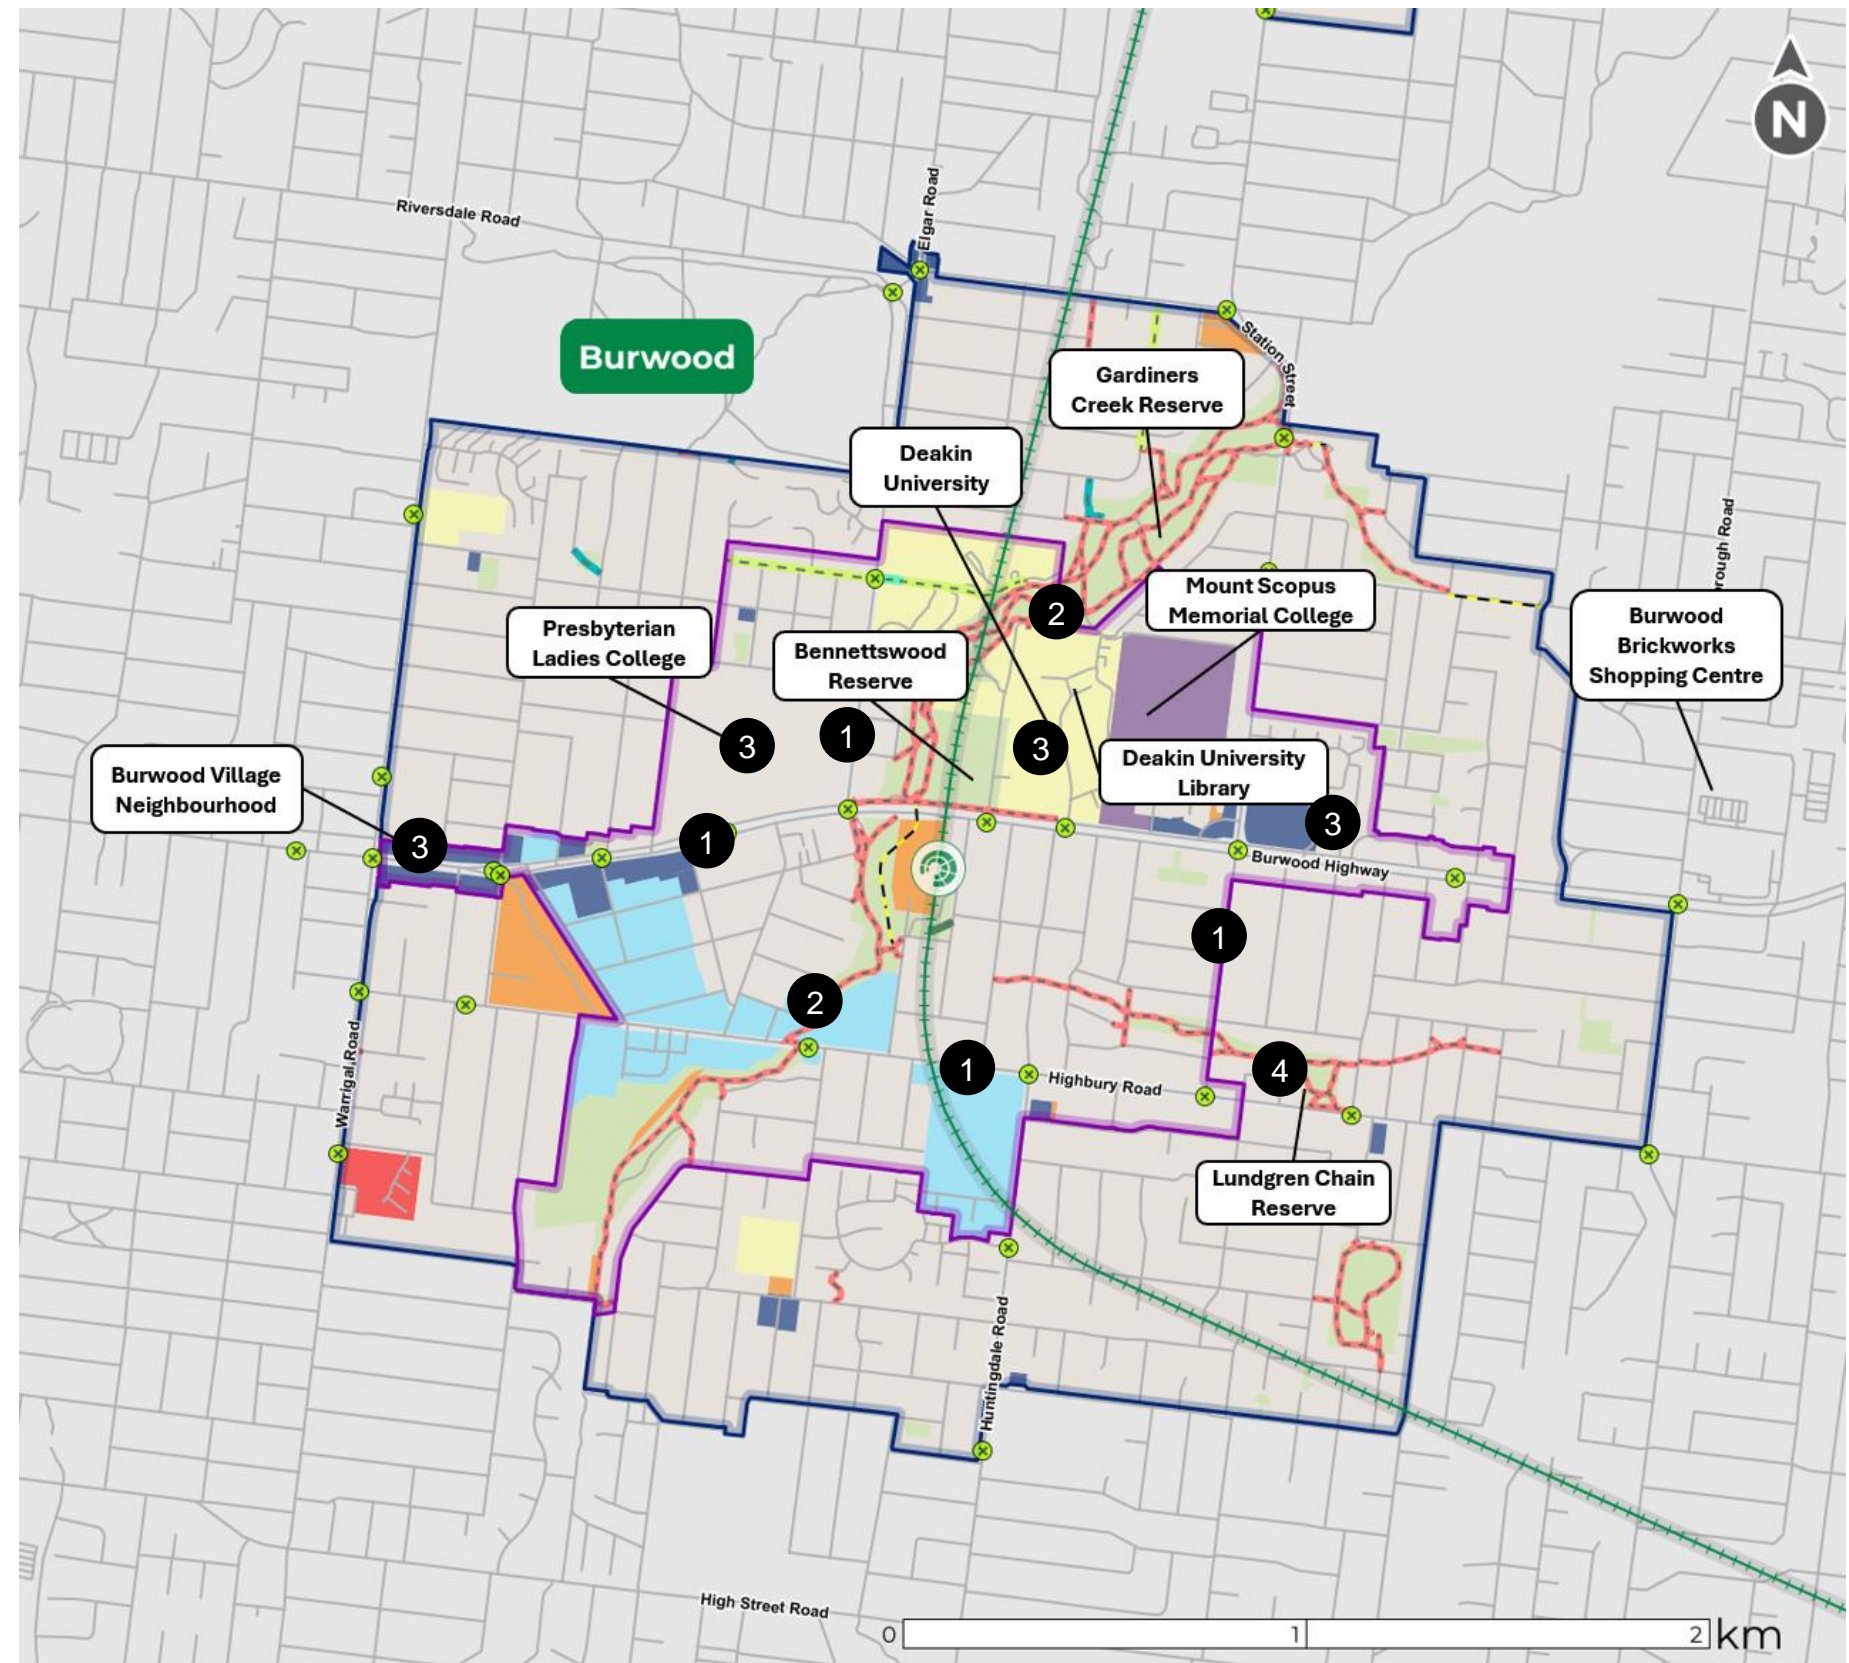 N
Elgar Road
Riversdale Road
Burwood
Station Street
Gardiners
Creek Reserve
Deakin
University
rough Road
Mount Scopus
Memorial College
2
Burwood
Brickworks
Shopping Centre
Presbyterian
Ladies College
Bennettswood
Reserve
3
1
3
Deakin University
Library
Burwood Village
Neighbourhood
3
1
3
Burwood Highway
1
2
1
4
Highbury Road
Warrigal Road
Lundgren Chain
Reserve
Huntingdale Road
High Street Road
0 1 2 km